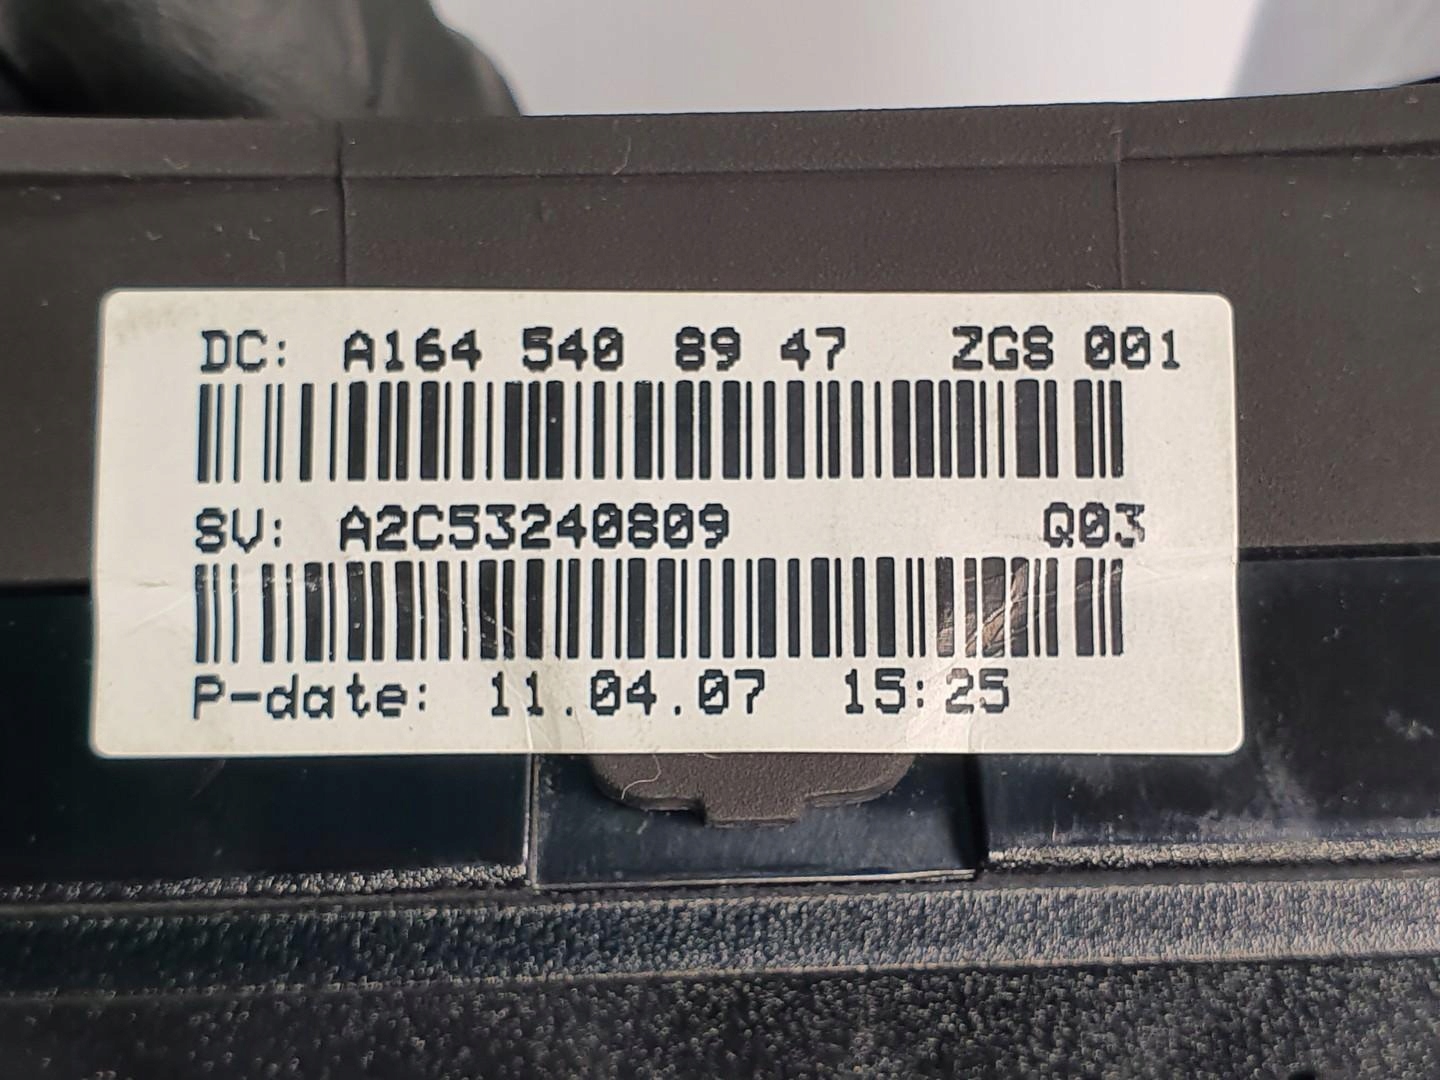 DC: A164 540 89 47 ZGS 001
SV: A2C53240809 Q03
P-date: 11.04.07 15:25